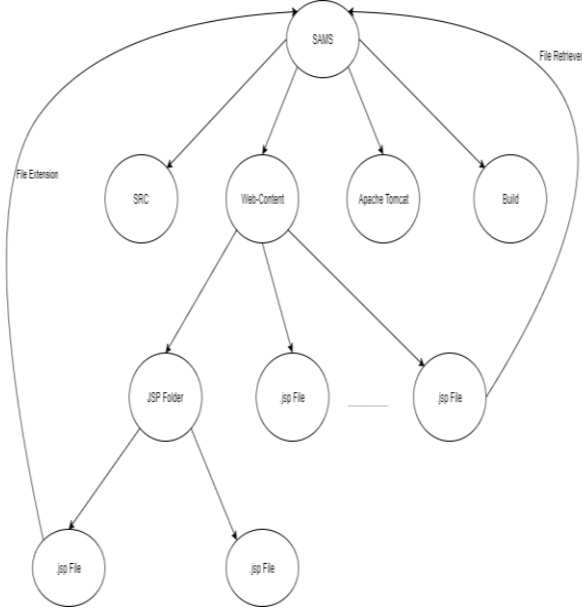 SAMS
File Retriever
File Extension
SRC
Web-Content
Apache Tomcat
Build
JSP Folder
.jsp File
.jsp File
.jsp File
.jsp File